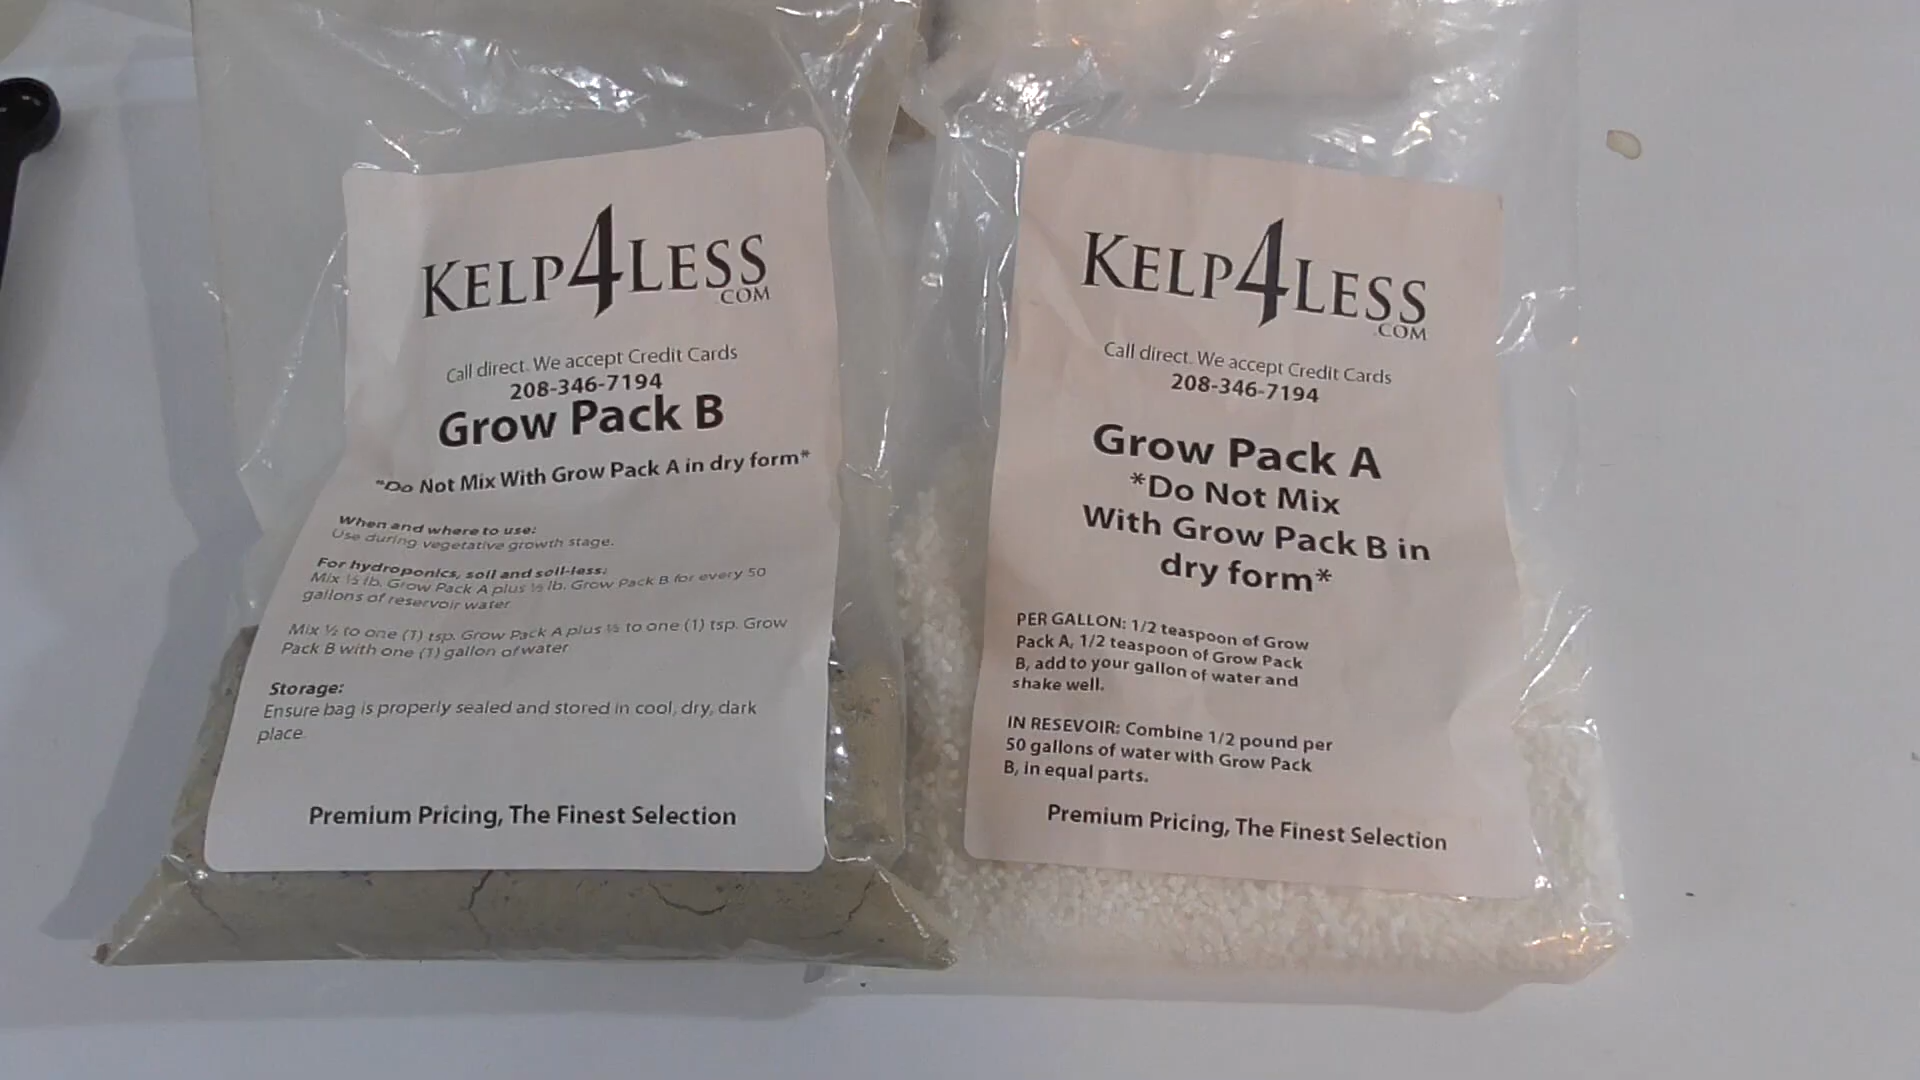 KELP4LESS
.COM
Call direct. We accept Credit Cards
208-346-7194
Grow Pack B
*Do Not Mix With Grow Pack A in dry form*
When and where to use:
Use during vegetative growth stage.
For hydroponics, soil and soil-less:
Mix ½ lb. Grow Pack A plus ½ lb. Grow Pack B for every 50
gallons of reservoir water
Mix ½ to one (1) tsp. Grow Pack A plus ½ to one (1) tsp. Grow
Pack B with one (1) gallon of water
Storage:
Ensure bag is properly sealed and stored in cool, dry, dark
place.
Premium Pricing, The Finest Selection
KELP4LESS
.COM
Call direct. We accept Credit Cards
208-346-7194
Grow Pack A
*Do Not Mix
With Grow Pack B in
dry form*
PER GALLON: 1/2 teaspoon of Grow
Pack A, 1/2 teaspoon of Grow Pack
B, add to your gallon of water and
shake well.
IN RESEVOIR: Combine 1/2 pound per
50 gallons of water with Grow Pack
B, in equal parts.
Premium Pricing, The Finest Selection